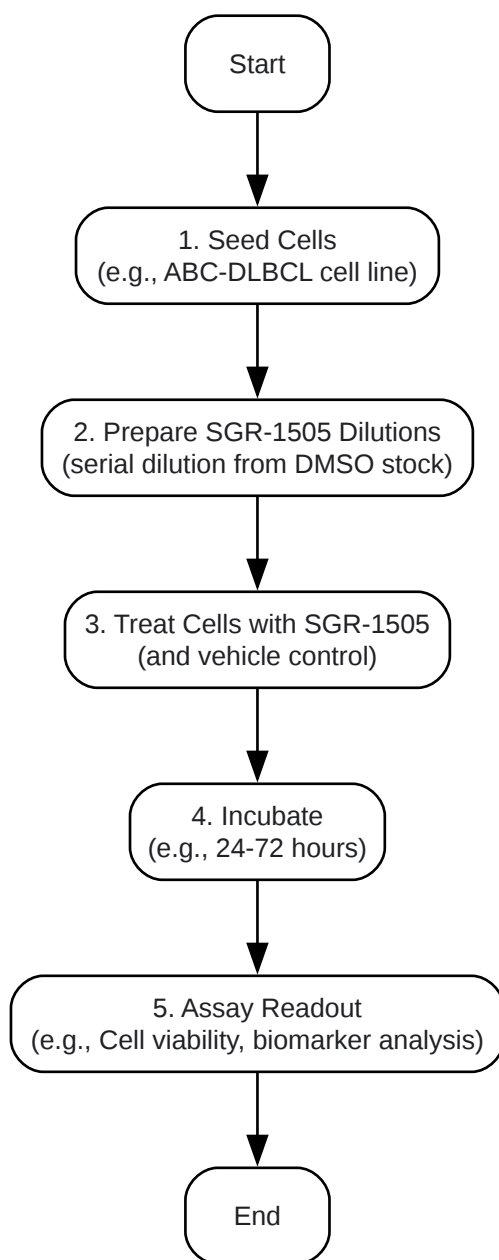 Start
1. Seed Cells
(e.g., ABC-DLBCL cell line)
2. Prepare SGR-1505 Dilutions
(serial dilution from DMSO stock)
3. Treat Cells with SGR-1505
(and vehicle control)
4. Incubate
(e.g., 24-72 hours)
5. Assay Readout
(e.g., Cell viability, biomarker analysis)
End